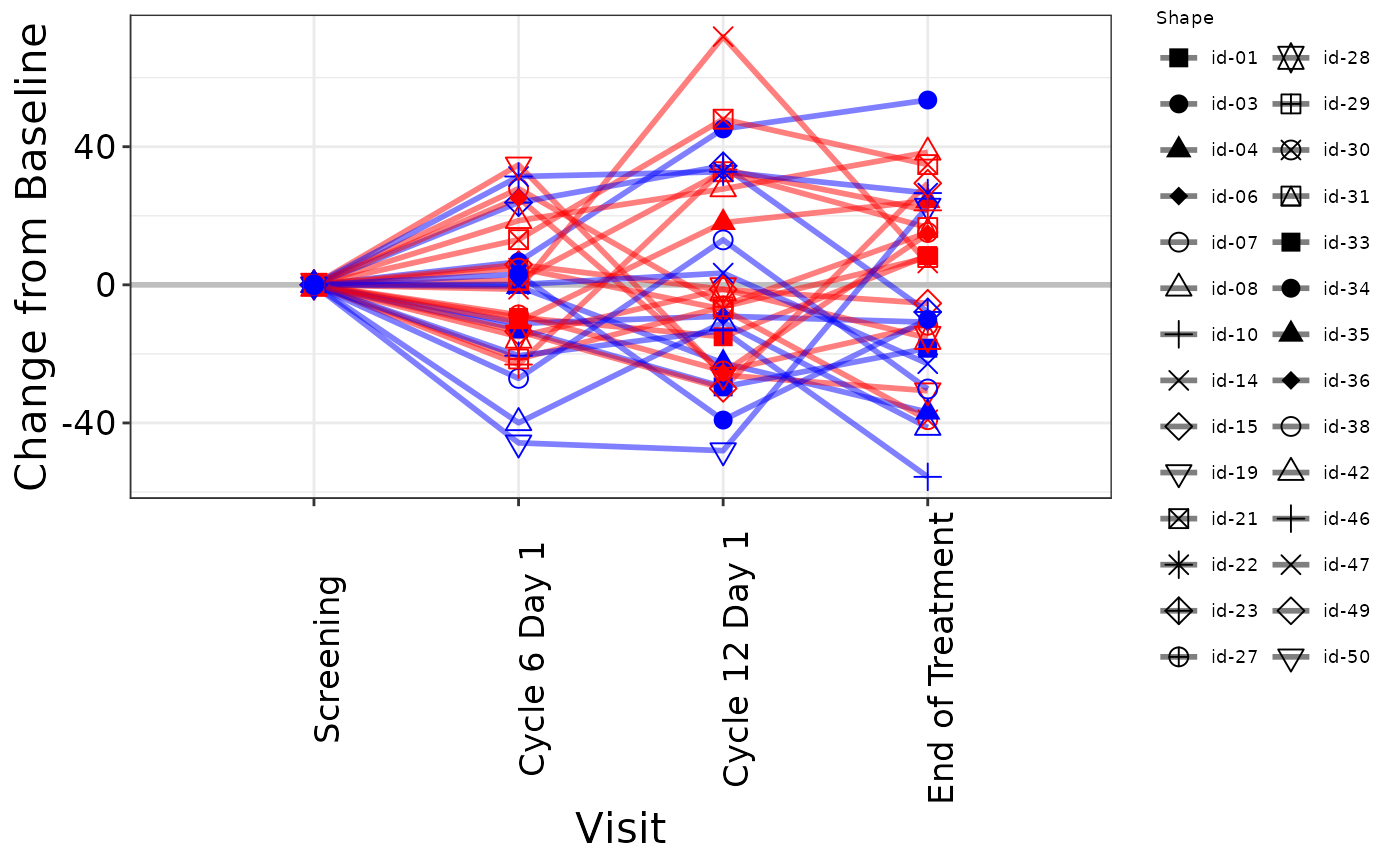 Change from Baseline
40
0
-40
Screening
Cycle 6 Day 1
Cycle 12 Day 1
End of Treatment
Visit
Shape
id-01
id-03
id-04
id-06
id-07
id-08
id-10
id-14
id-15
id-19
id-21
id-22
id-23
id-27
id-28
id-29
id-30
id-31
id-33
id-34
id-35
id-36
id-38
id-42
id-46
id-47
id-49
id-50